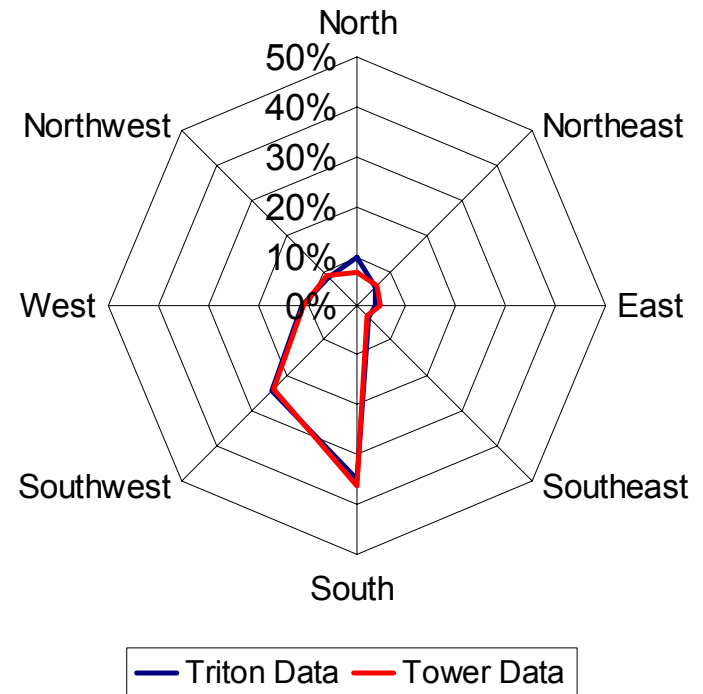 North
50%
40%
Northwest
Northeast
30%
20%
10%
West
0%
East
Southwest
Southeast
South
Triton Data
Tower Data